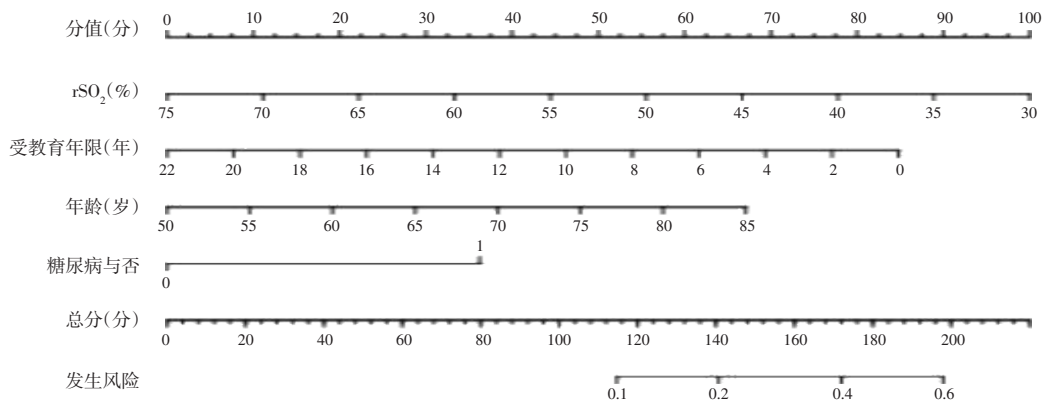 分值(分) 0 10 20 30 40 50 60 70 80 90 100
rSO₂(%) 75 70 65 60 55 50 45 40 35 30
受教育年限(年) 22 20 18 16 14 12 10 8 6 4 2 0
年龄(岁) 50 55 60 65 70 75 80 85
糖尿病与否 0 1
总分(分) 0 20 40 60 80 100 120 140 160 180 200
发生风险 0.1 0.2 0.4 0.6